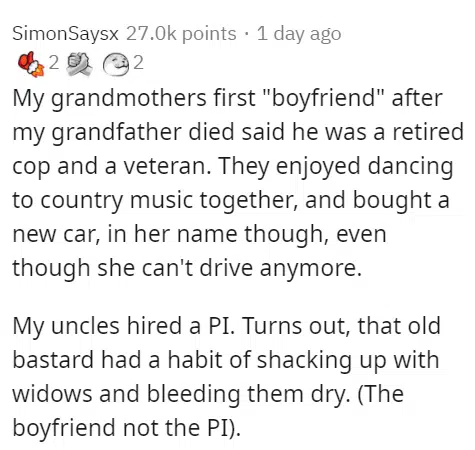 SimonSaysx 27.0k points · 1 day ago
2 2
My grandmothers first "boyfriend" after
my grandfather died said he was a retired
cop and a veteran. They enjoyed dancing
to country music together, and bought a
new car, in her name though, even
though she can't drive anymore.
My uncles hired a PI. Turns out, that old
bastard had a habit of shacking up with
widows and bleeding them dry. (The
boyfriend not the PI).